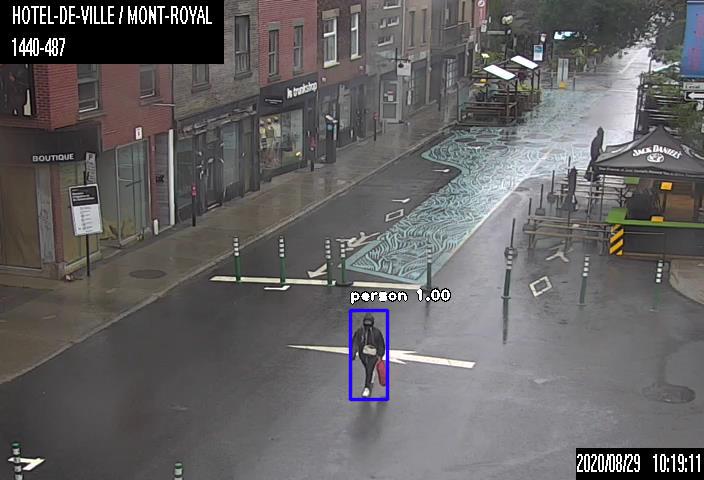 HOTEL-DE-VILLE / MONT-ROYAL
1440-487
trunkshop
BOUTIQUE
JACK DANIEL'S
person 1.00
2020/08/29 10:19:11